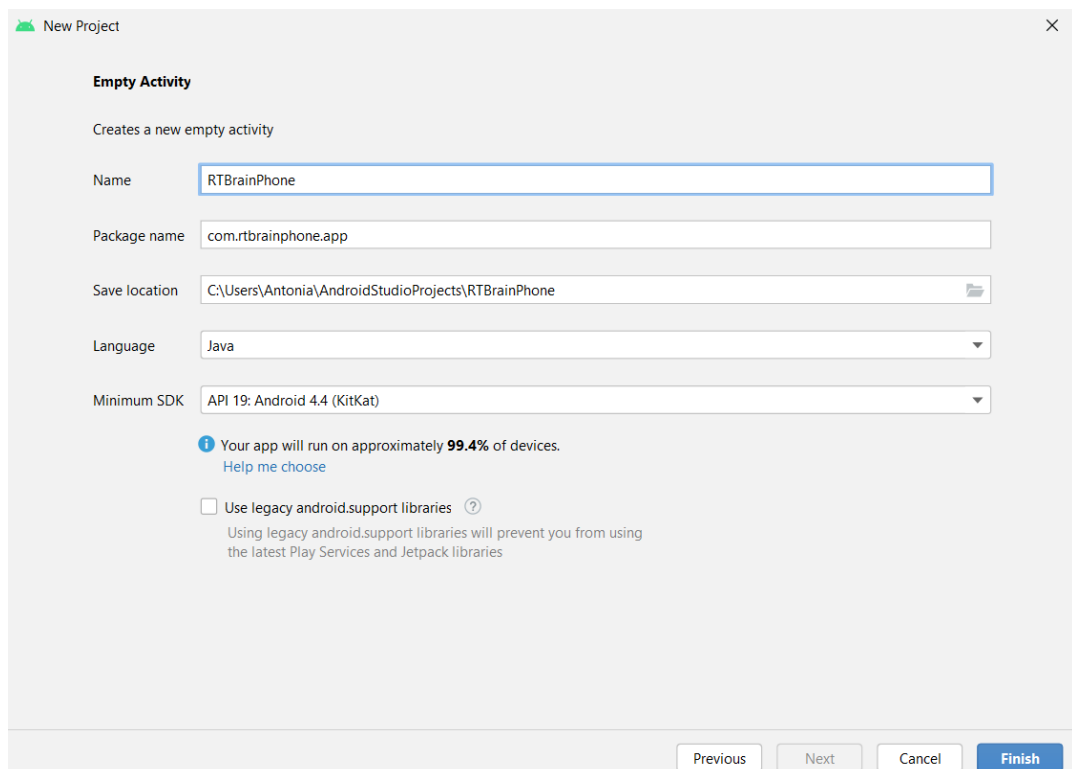 New Project
Empty Activity
Creates a new empty activity
Name RTBrainPhone
Package name com.rtbrainphone.app
Save location C:\Users\Antonia\AndroidStudioProjects\RTBrainPhone
Language Java
Minimum SDK API 19: Android 4.4 (KitKat)
i Your app will run on approximately 99.4% of devices.
Help me choose
Use legacy android.support libraries ?
Using legacy android.support libraries will prevent you from using
the latest Play Services and Jetpack libraries
Previous Next Cancel Finish